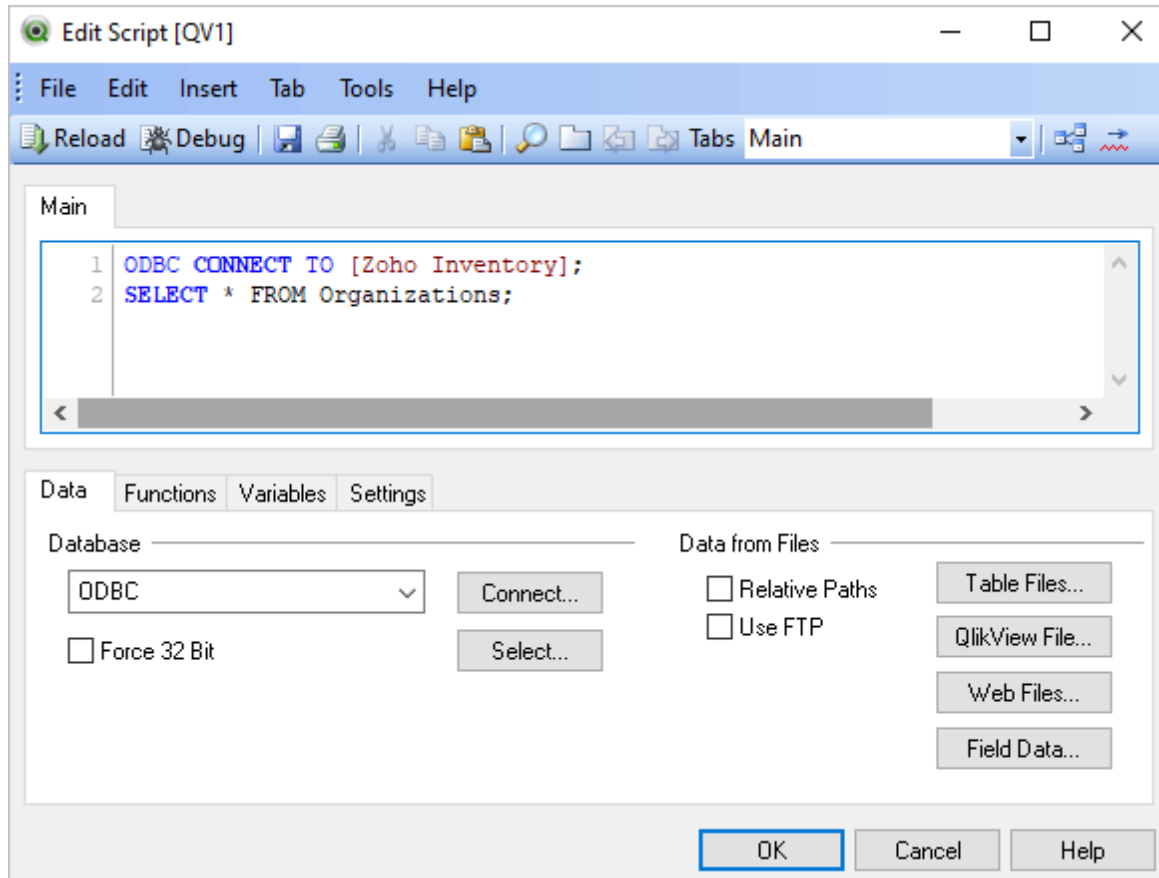 Edit Script [QV1]
File Edit Insert Tab Tools Help
Reload Debug Tabs Main
Main
1 ODBC CONNECT TO [Zoho Inventory];
2 SELECT * FROM Organizations;
Data Functions Variables Settings
Database
ODBC
Connect...
Force 32 Bit
Select...
Data from Files
Relative Paths
Use FTP
Table Files...
QlikView File...
Web Files...
Field Data...
OK Cancel Help